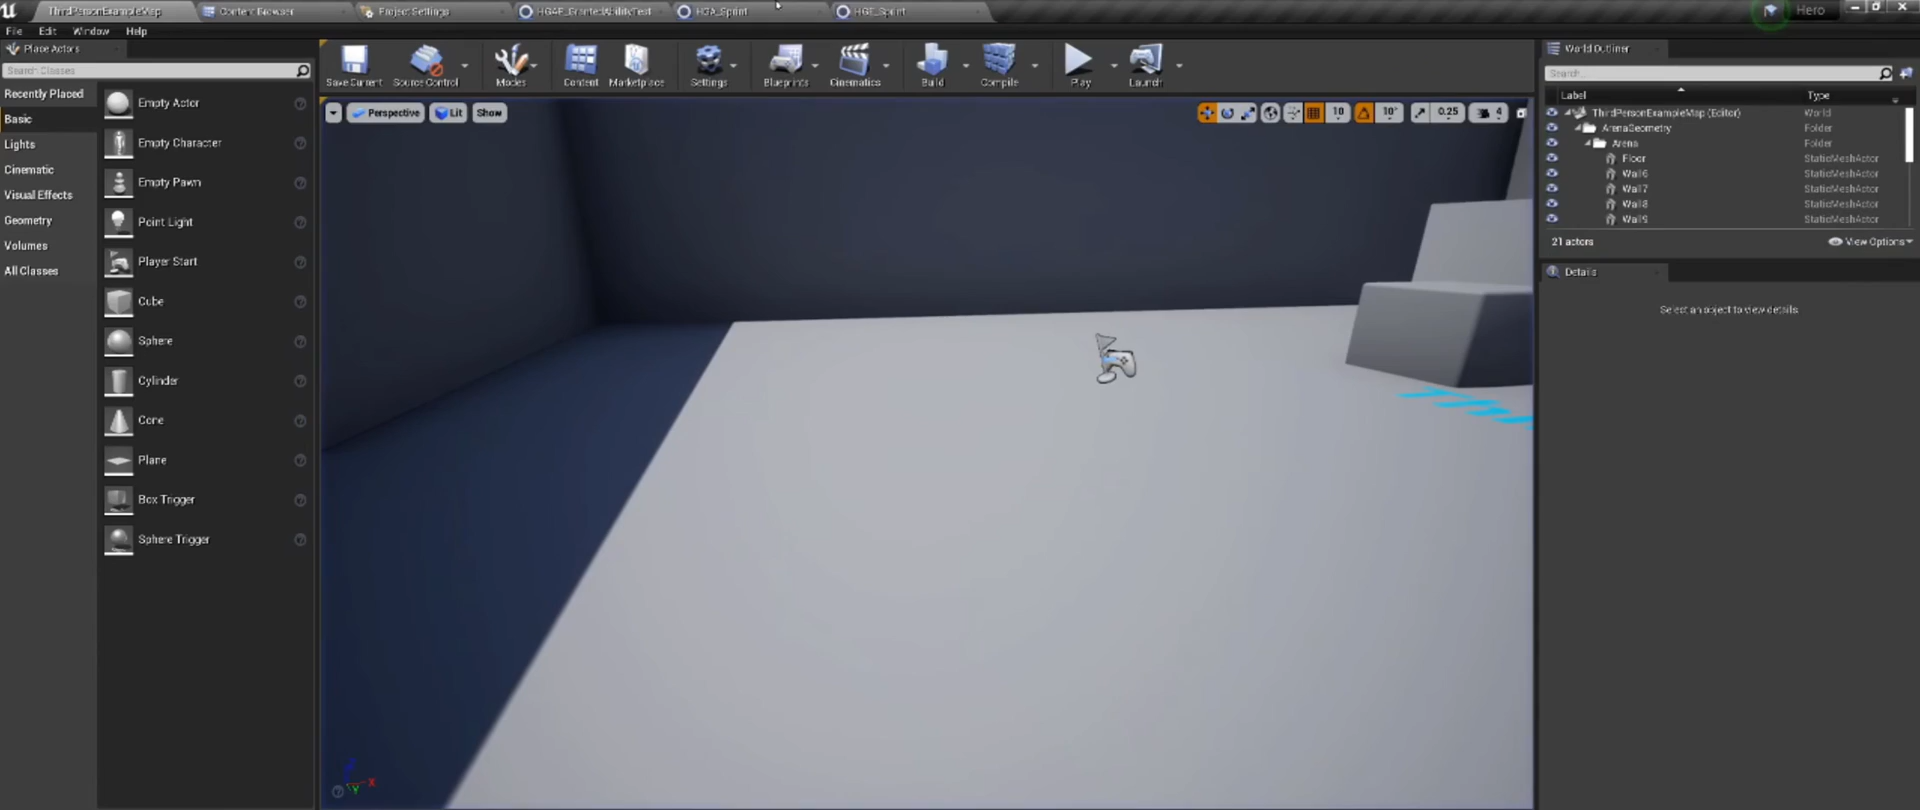 ThirdPersonExampleMap
Content Browser
Project Settings
HGA_Sprint
HGE_Sprint
Hero
File Edit Window Help
Place Actors
Search Classes
Recently Placed
Basic
Lights
Cinematic
Visual Effects
Geometry
Volumes
All Classes
Empty Actor
Empty Character
Empty Pawn
Point Light
Player Start
Cube
Sphere
Cylinder
Cone
Plane
Box Trigger
Sphere Trigger
Save Current
Source Control
Modes
Content
Marketplace
Settings
Blueprints
Cinematics
Build
Compile
Play
Launch
Perspective
Lit
Show
10
10°
0.25
4
X
Y
World Outliner
Search...
Label Type
ThirdPersonExampleMap (Editor) World
ArenaGeometry Folder
Arena Folder
Floor StaticMeshActor
Wall6 StaticMeshActor
Wall7 StaticMeshActor
Wall8 StaticMeshActor
Wall9 StaticMeshActor
21 actors
View Options
Details
Select an object to view details.